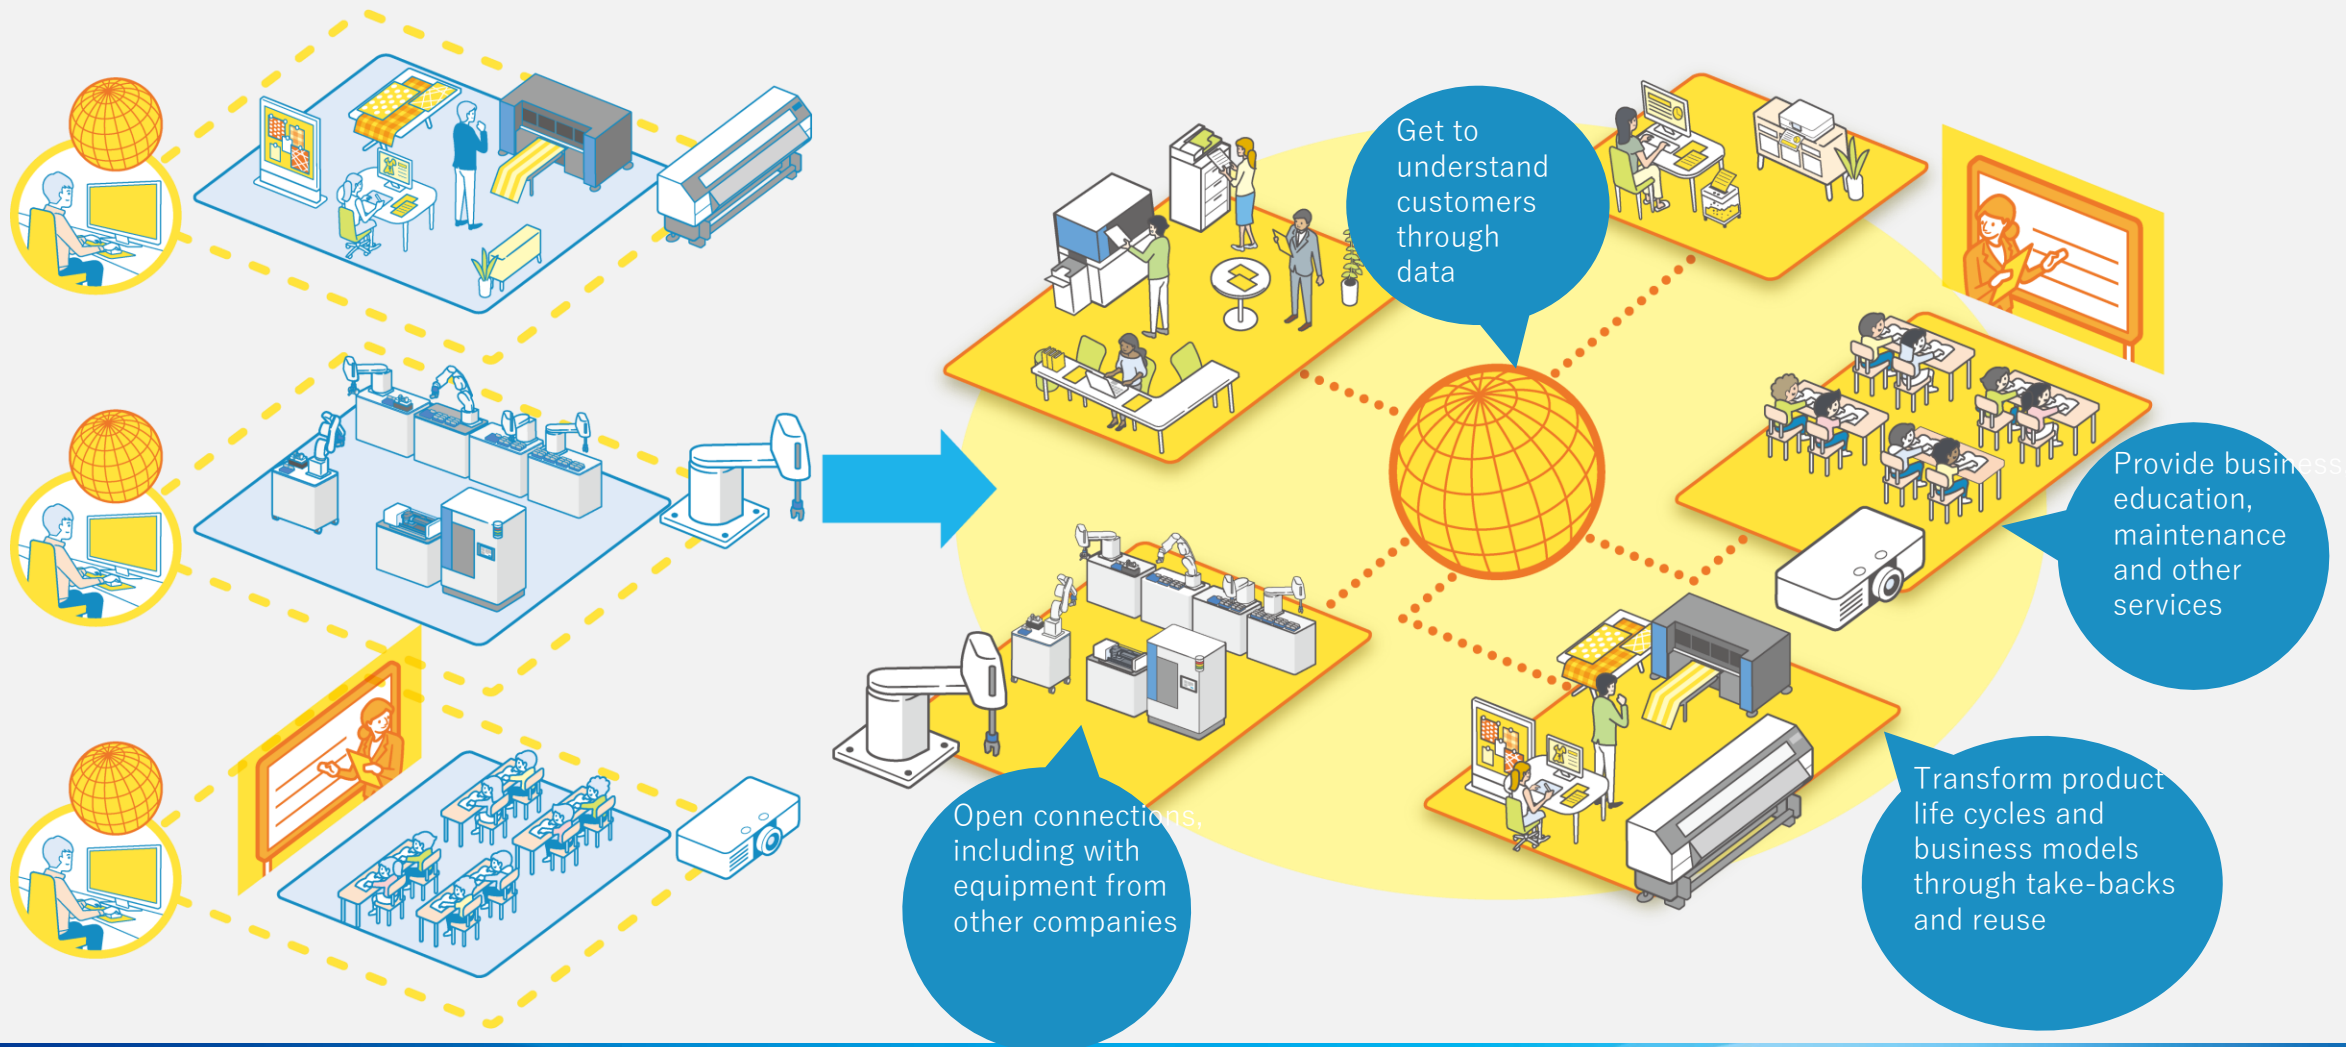 Get to
understand
customers
through
data
Provide business
education,
maintenance
and other
services
Open connections,
including with
equipment from
other companies
Transform product
life cycles and
business models
through take-backs
and reuse